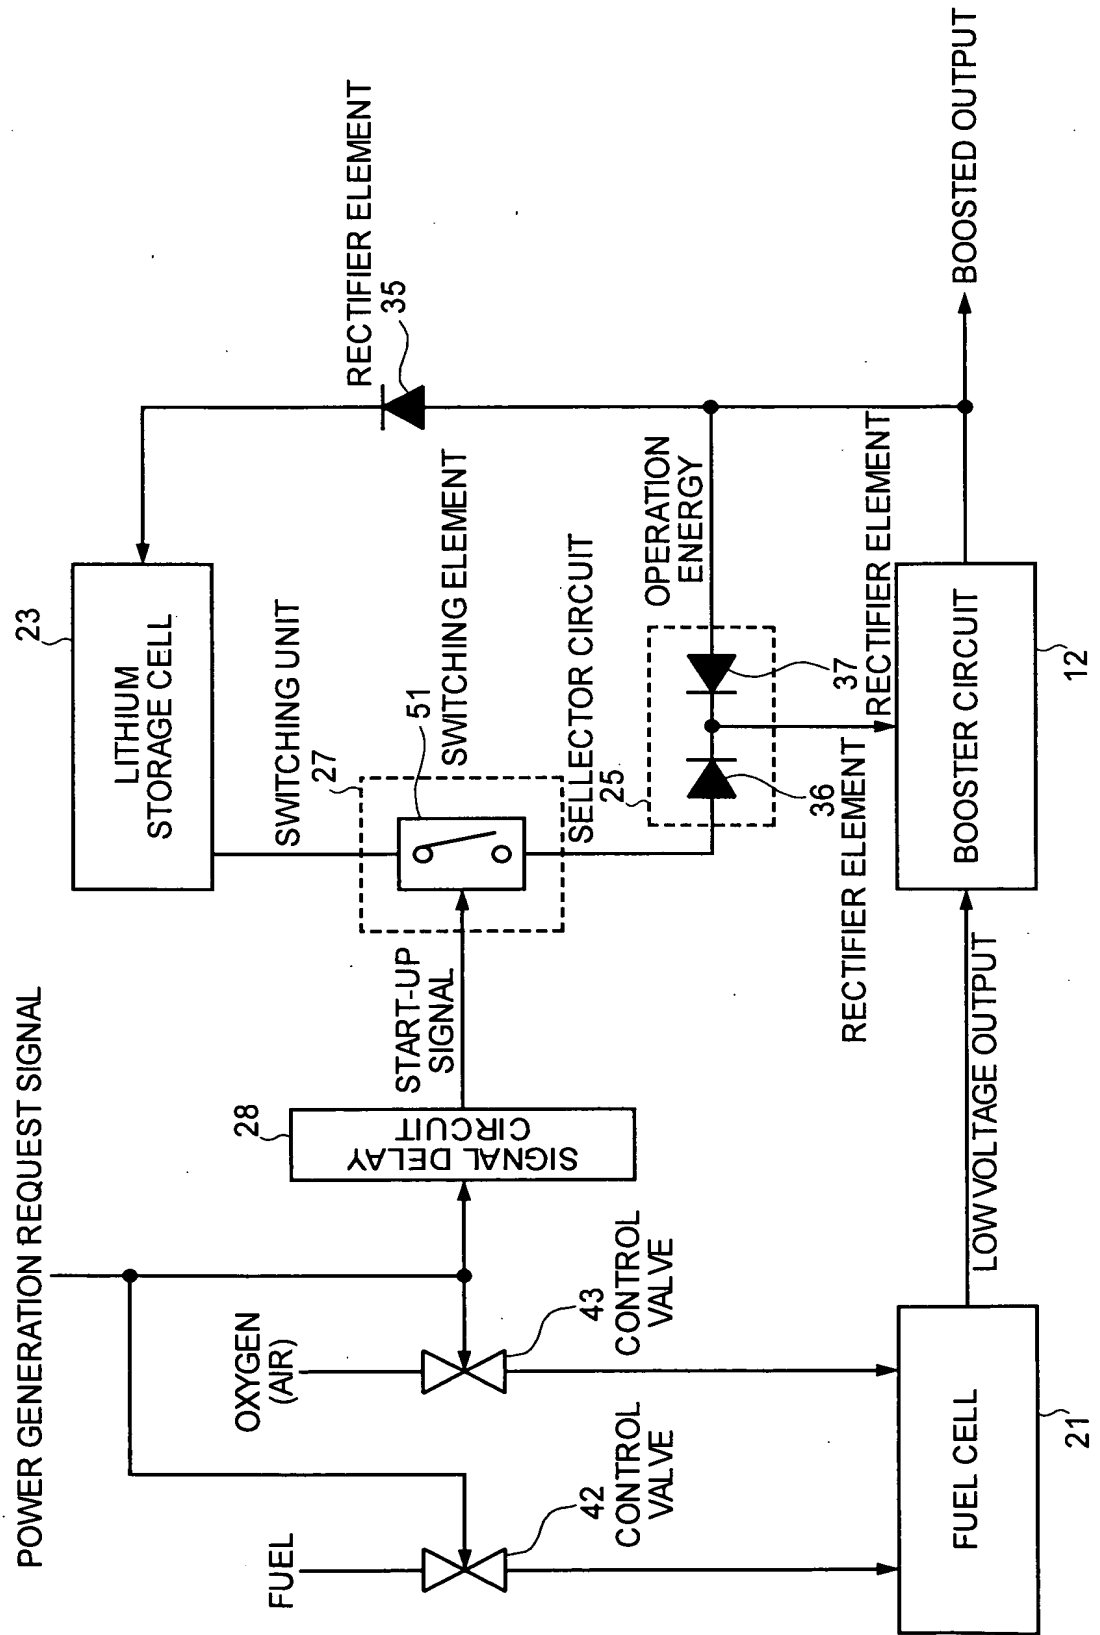 POWER GENERATION REQUEST SIGNAL
FUEL
42
CONTROL
VALVE
OXYGEN
(AIR)
43
CONTROL
VALVE
28
SIGNAL DELAY
CIRCUIT
START-UP
SIGNAL
23
LITHIUM
STORAGE CELL
SWITCHING UNIT
27
51
SWITCHING ELEMENT
SELLECTOR CIRCUIT
25
RECTIFIER ELEMENT
35
OPERATION
ENERGY
36
RECTIFIER ELEMENT
37
RECTIFIER ELEMENT
FUEL CELL
21
LOW VOLTAGE OUTPUT
BOOSTER CIRCUIT
12
BOOSTED OUTPUT